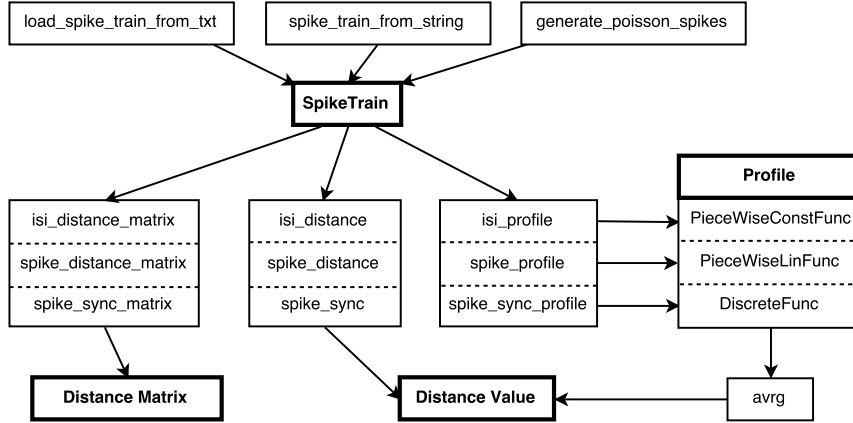 load_spike_train_from_txt
spike_train_from_string
generate_poisson_spikes
SpikeTrain
Profile
isi_distance_matrix
isi_distance
isi_profile
PieceWiseConstFunc
spike_distance_matrix
spike_distance
spike_profile
PieceWiseLinFunc
spike_sync_matrix
spike_sync
spike_sync_profile
DiscreteFunc
Distance Matrix
Distance Value
avrg